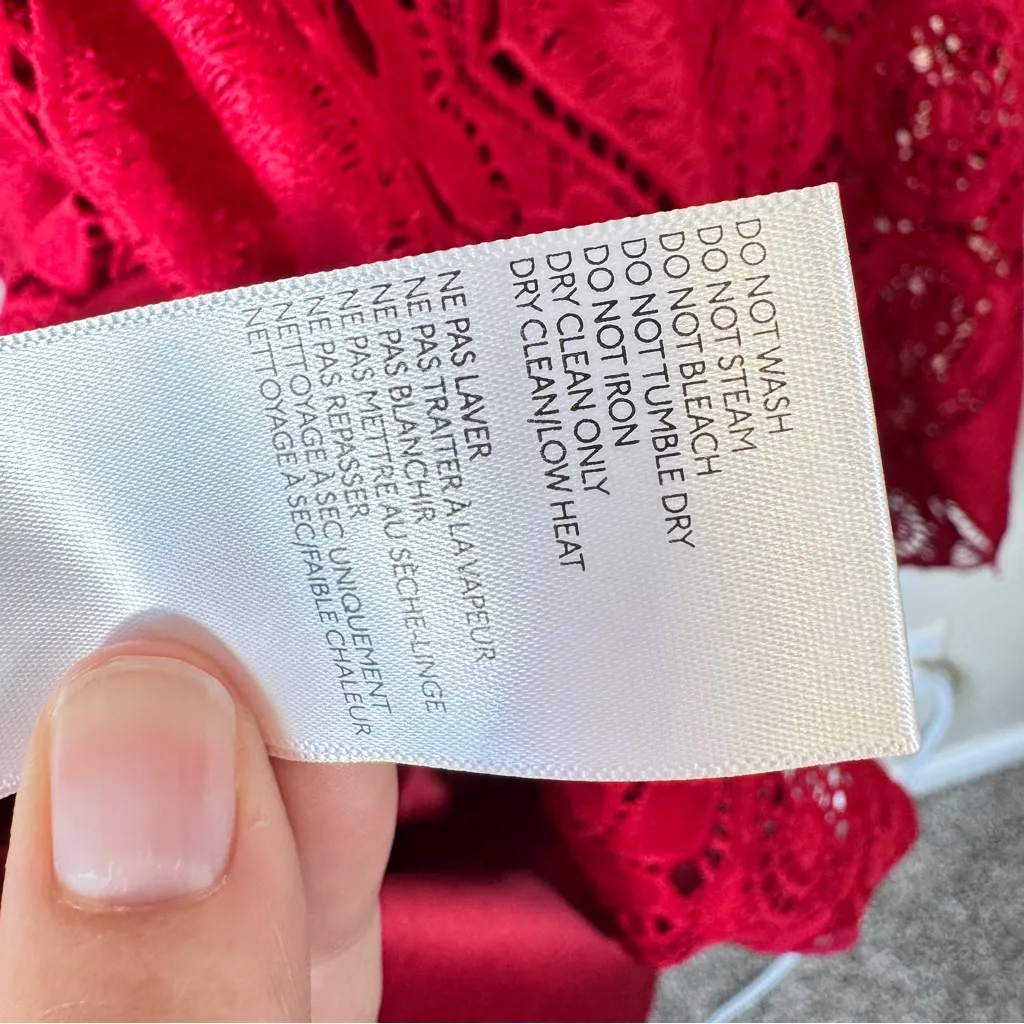 DO NOT WASH
DO NOT STEAM
DO NOT BLEACH
DO NOT TUMBLE DRY
DO NOT IRON
DRY CLEAN ONLY
DRY CLEAN/LOW HEAT
NE PAS LAVER
NE PAS TRAITER À LA VAPEUR
NE PAS BLANCHIR
NE PAS METTRE AU SÈCHE-LINGE
NE PAS REPASSER
NETTOYAGE À SEC UNIQUEMENT
NETTOYAGE À SEC/FAIBLE CHALEUR